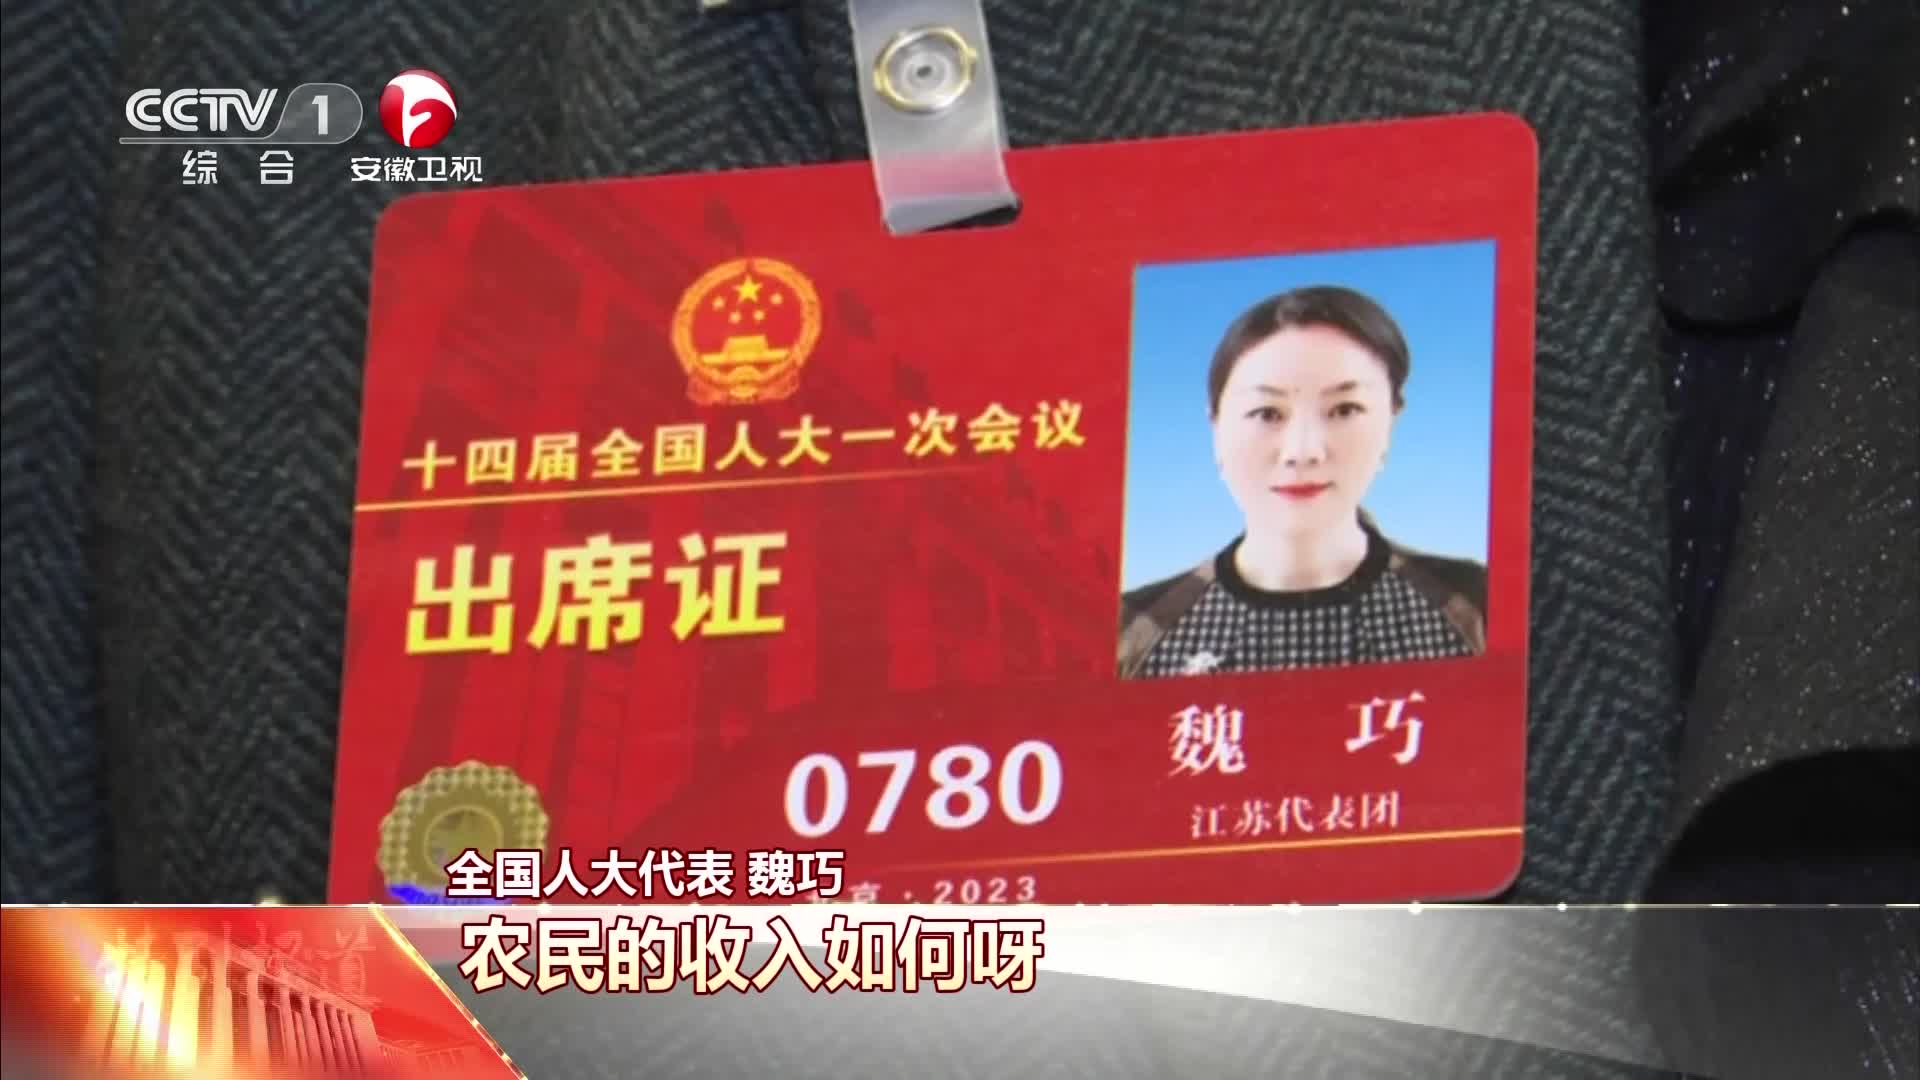 CCTV 1
综合
安徽卫视
十四届全国人大一次会议
出席证
0780
魏 巧
江苏代表团
京·2023
全国人大代表 魏巧
农民的收入如何呀